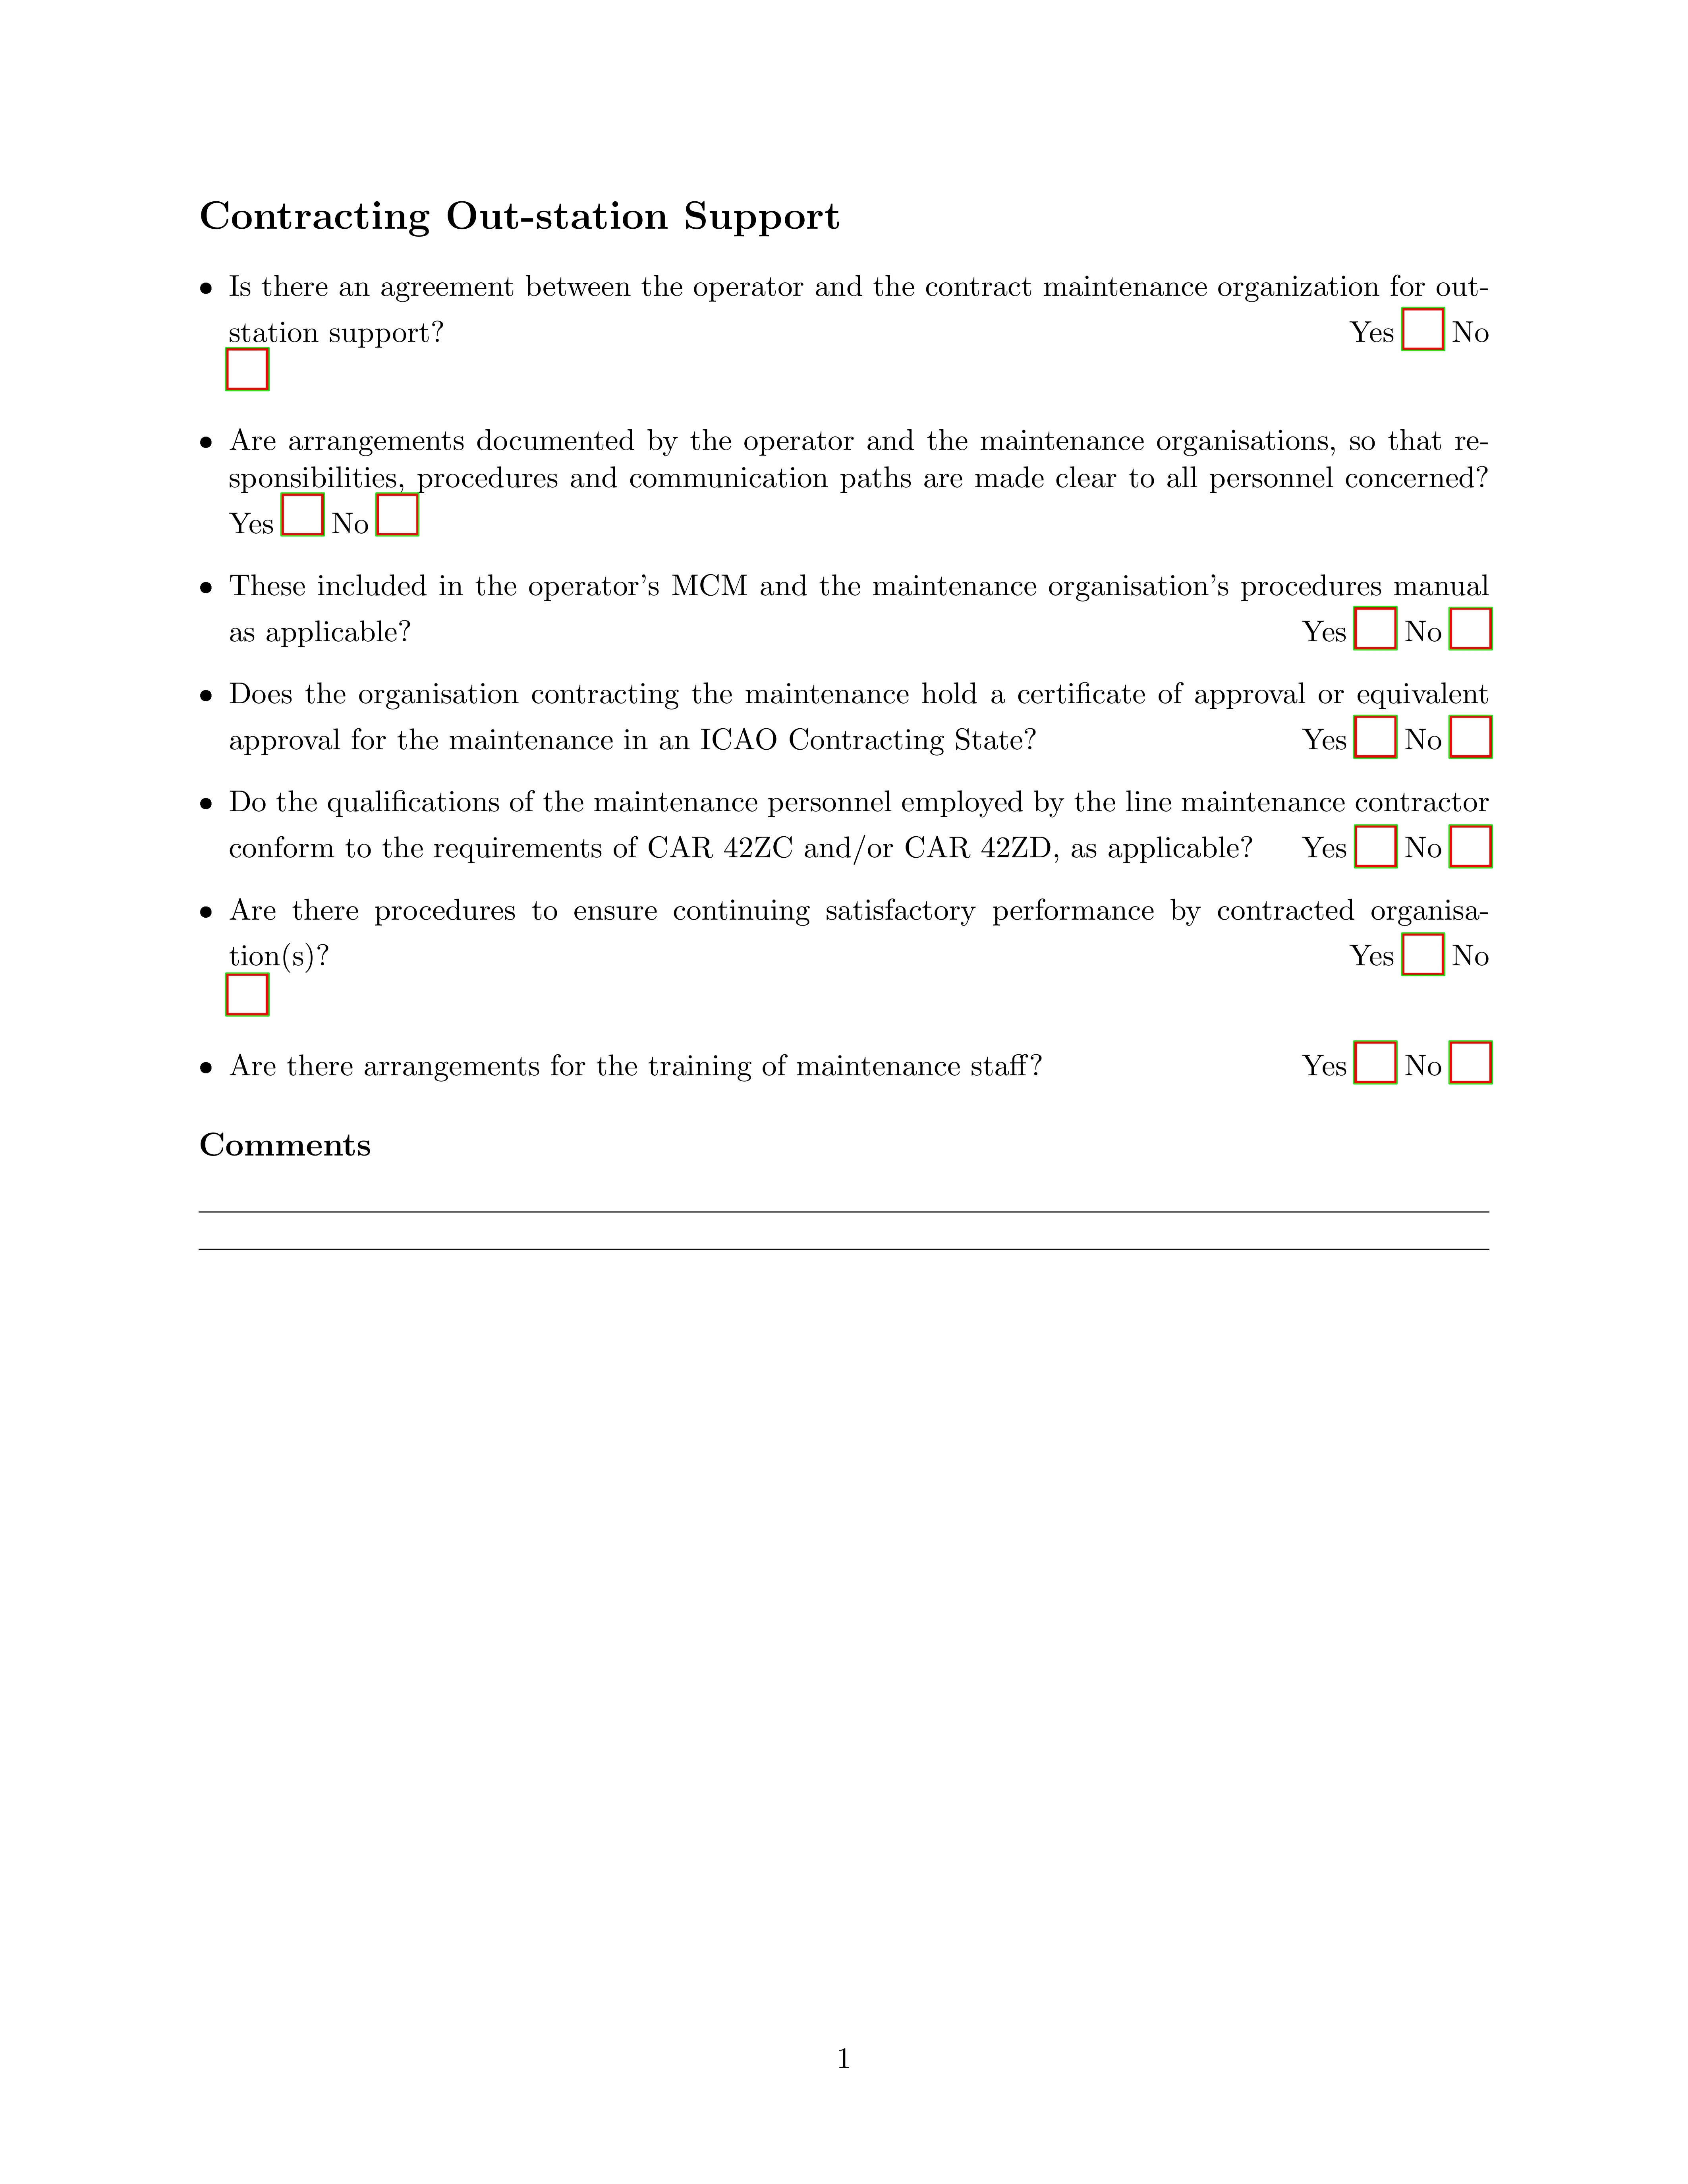 Contracting Out-station Support
• Is there an agreement between the operator and the contract maintenance organization for out-
station support? Yes ☐ No
☐
• Are arrangements documented by the operator and the maintenance organisations, so that re-
sponsibilities, procedures and communication paths are made clear to all personnel concerned?
Yes ☐ No ☐
• These included in the operator's MCM and the maintenance organisation's procedures manual
as applicable? Yes ☐ No ☐
• Does the organisation contracting the maintenance hold a certificate of approval or equivalent
approval for the maintenance in an ICAO Contracting State? Yes ☐ No ☐
• Do the qualifications of the maintenance personnel employed by the line maintenance contractor
conform to the requirements of CAR 42ZC and/or CAR 42ZD, as applicable? Yes ☐ No ☐
• Are there procedures to ensure continuing satisfactory performance by contracted organisa-
tion(s)? Yes ☐ No
☐
• Are there arrangements for the training of maintenance staff? Yes ☐ No ☐
Comments
1